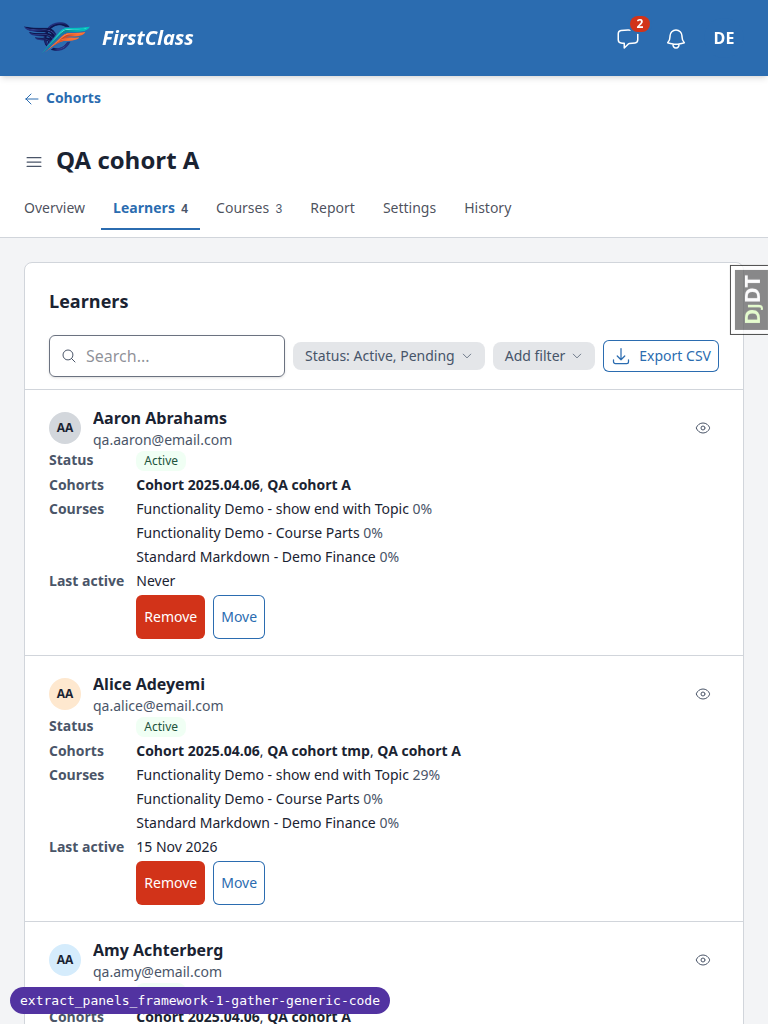 FirstClass
2
DE
Cohorts
QA cohort A
Overview
Learners 4
Courses 3
Report
Settings
History
DjDT
Learners
Search...
Status: Active, Pending
Add filter
Export CSV
AA
Aaron Abrahams
qa.aaron@email.com
Status Active
Cohorts Cohort 2025.04.06, QA cohort A
Courses Functionality Demo - show end with Topic 0%
Functionality Demo - Course Parts 0%
Standard Markdown - Demo Finance 0%
Last active Never
Remove Move
AA
Alice Adeyemi
qa.alice@email.com
Status Active
Cohorts Cohort 2025.04.06, QA cohort tmp, QA cohort A
Courses Functionality Demo - show end with Topic 29%
Functionality Demo - Course Parts 0%
Standard Markdown - Demo Finance 0%
Last active 15 Nov 2026
Remove Move
AA
Amy Achterberg
qa.amy@email.com
extract_panels_framework-1-gather-generic-code
Cohorts Cohort 2025.04.06, QA cohort A